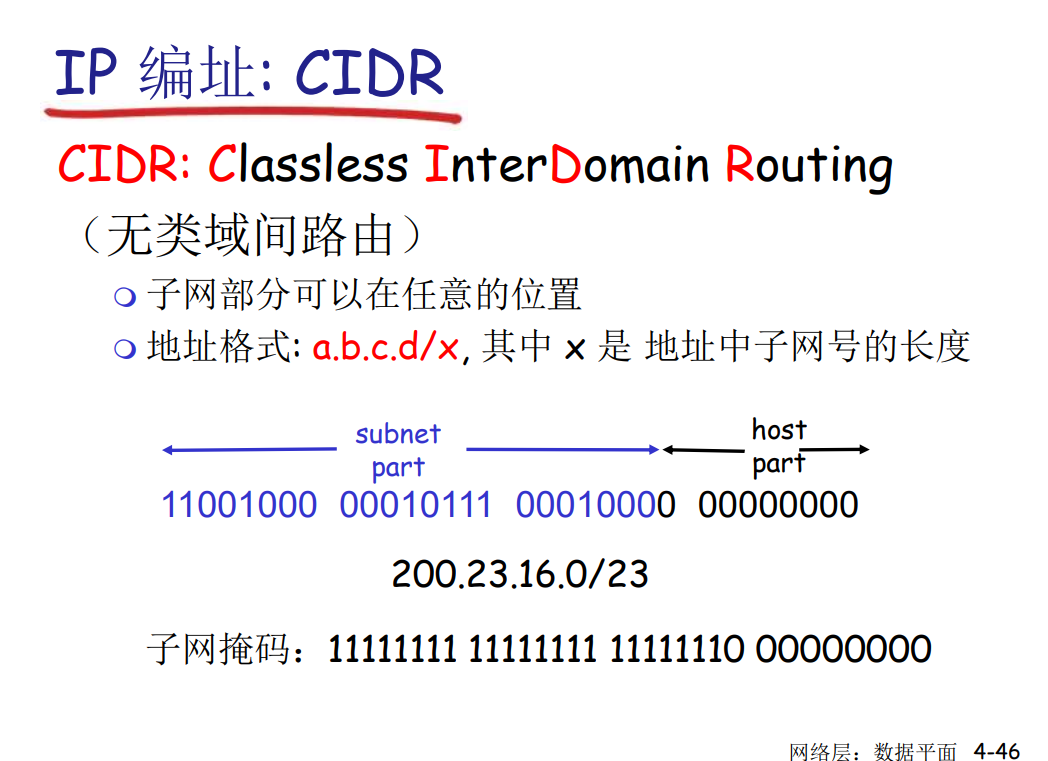 IP 编址: CIDR
CIDR: Classless InterDomain Routing
（无类域间路由）
子网部分可以在任意的位置
地址格式: a.b.c.d/x, 其中 x 是 地址中子网号的长度
subnet
part
host
part
11001000 00010111 00010000 00000000
200.23.16.0/23
子网掩码：11111111 11111111 11111110 00000000
网络层：数据平面 4-46